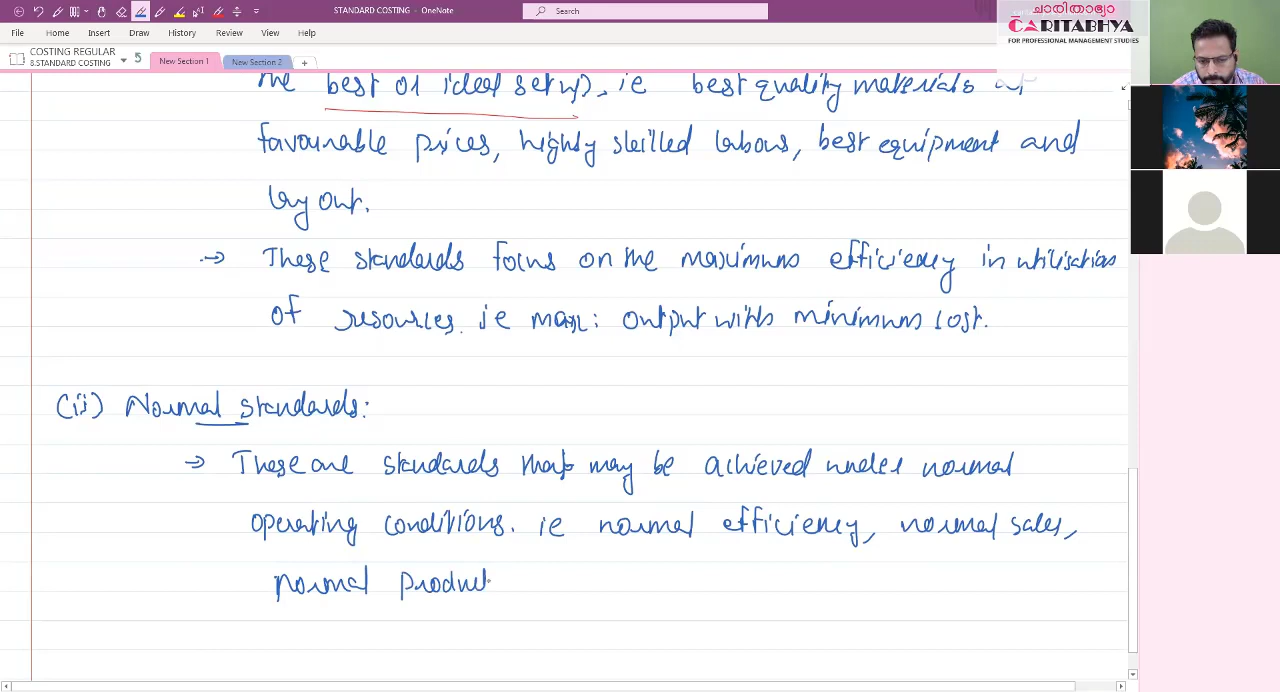 STANDARD COSTING - OneNote
Search
ചാരിതാഭ്യാ
CARITABHYA
FOR PROFESSIONAL MANAGEMENT STUDIES
File Home Insert Draw History Review View Help
COSTING REGULAR
8.STANDARD COSTING
5
New Section 1
New Section 2
the best or ideal setup, ie best quality materials at
favourable prices, highly skilled labour, best equipment and
lay out.
→ These standards focus on the maximum efficiency in utilisation
of resources. ie max: output with minimum cost.
(ii) Normal standards:
→ These are standards that may be achieved under normal
operating conditions. ie normal efficiency, normal sales,
normal product